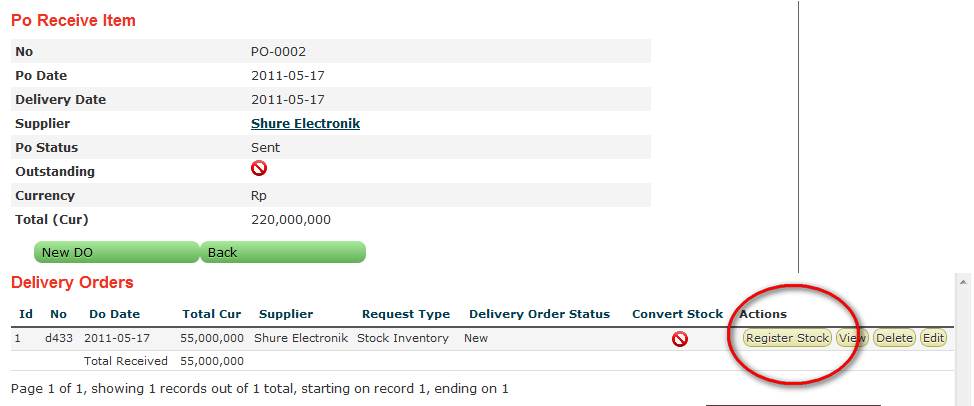 Po Receive Item
No PO-0002
Po Date 2011-05-17
Delivery Date 2011-05-17
Supplier Shure Electronik
Po Status Sent
Outstanding
Currency Rp
Total (Cur) 220,000,000
New DO Back
Delivery Orders
Id No Do Date Total Cur Supplier Request Type Delivery Order Status Convert Stock Actions
1 d433 2011-05-17 55,000,000 Shure Electronik Stock Inventory New Register Stock View Delete Edit
Total Received 55,000,000
Page 1 of 1, showing 1 records out of 1 total, starting on record 1, ending on 1